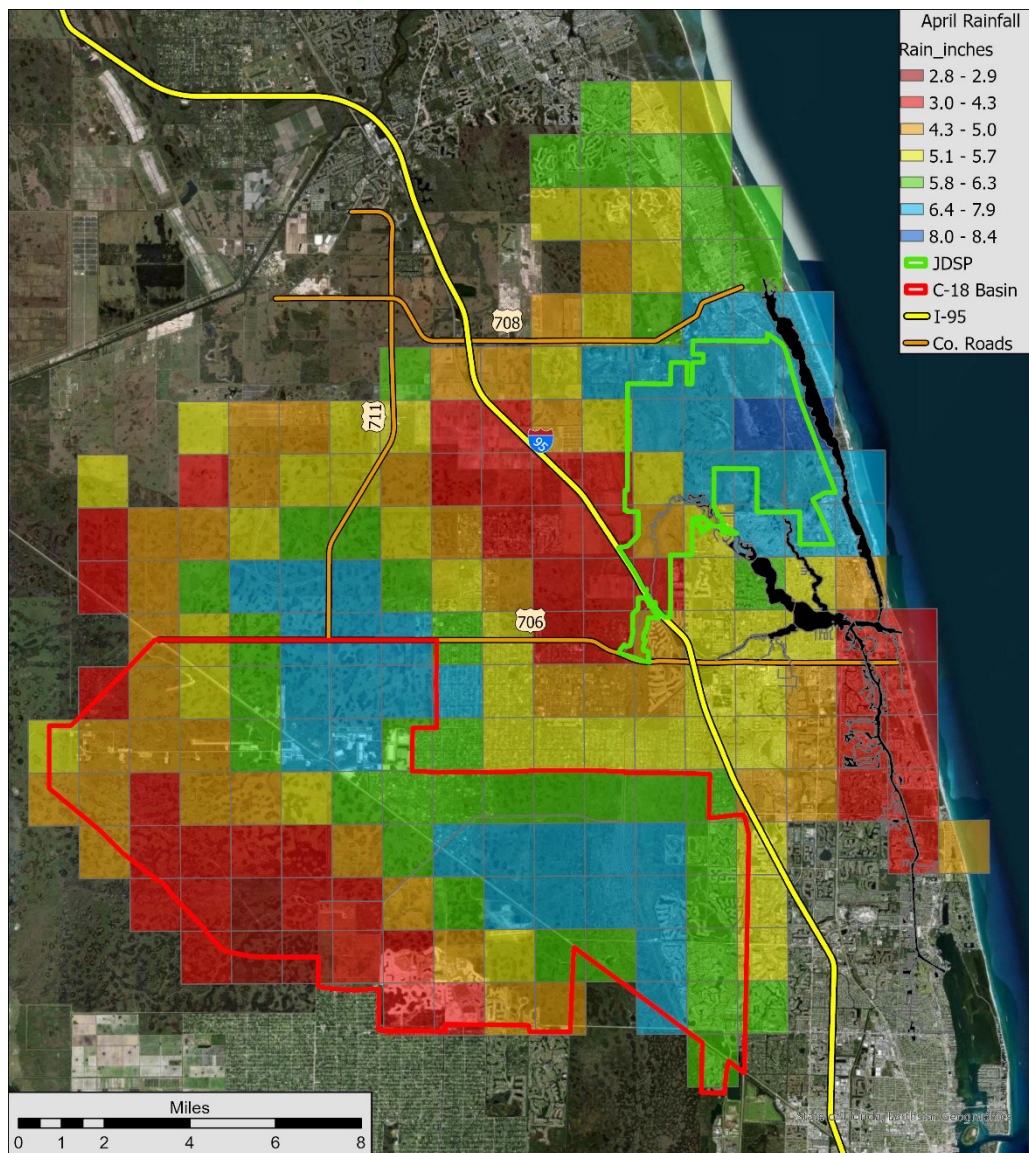 April Rainfall
Rain_inches
2.8 - 2.9
3.0 - 4.3
4.3 - 5.0
5.1 - 5.7
5.8 - 6.3
6.4 - 7.9
8.0 - 8.4
JDSP
C-18 Basin
I-95
Co. Roads
708
711
95
706
Miles
0 1 2 4 6 8